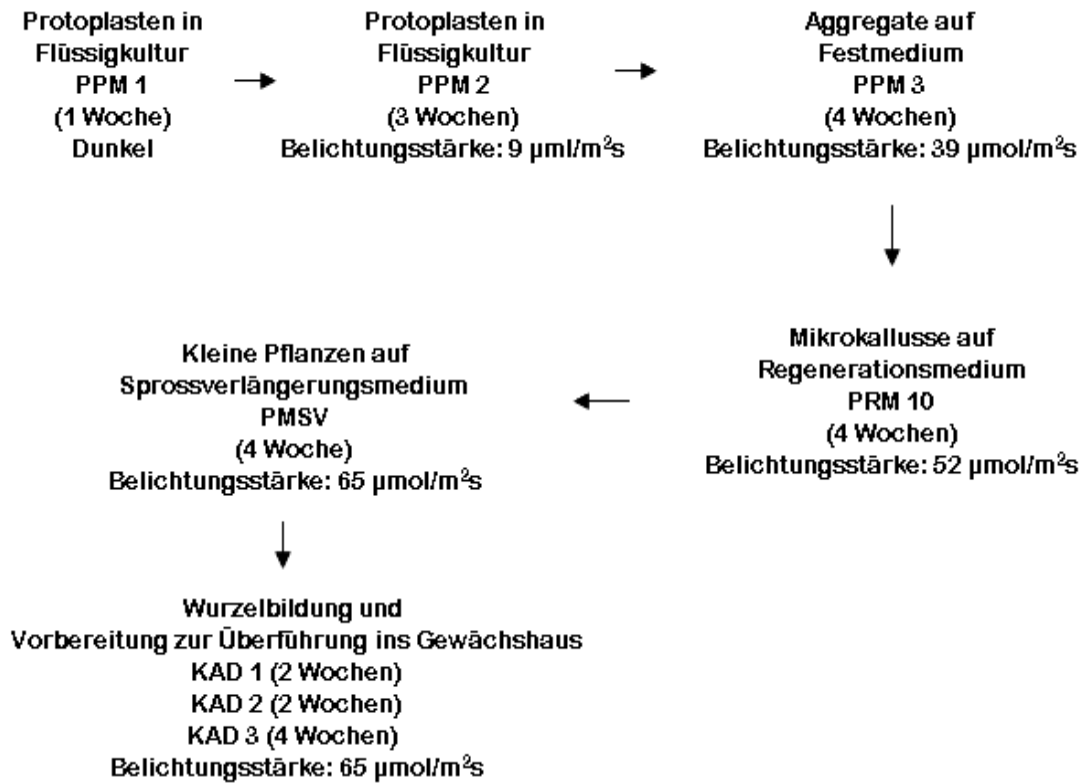 Protoplasten in
Flüssigkultur
PPM 1
(1 Woche)
Dunkel
Protoplasten in
Flüssigkultur
PPM 2
(3 Wochen)
Belichtungsstärke: 9 µml/m²s
Aggregate auf
Festmedium
PPM 3
(4 Wochen)
Belichtungsstärke: 39 µmol/m²s
Mikrokallusse auf
Regenerationsmedium
PRM 10
(4 Wochen)
Belichtungsstärke: 52 µmol/m²s
Kleine Pflanzen auf
Sprossverlängerungsmedium
PMSV
(4 Woche)
Belichtungsstärke: 65 µmol/m²s
Wurzelbildung und
Vorbereitung zur Überführung ins Gewächshaus
KAD 1 (2 Wochen)
KAD 2 (2 Wochen)
KAD 3 (4 Wochen)
Belichtungsstärke: 65 µmol/m²s